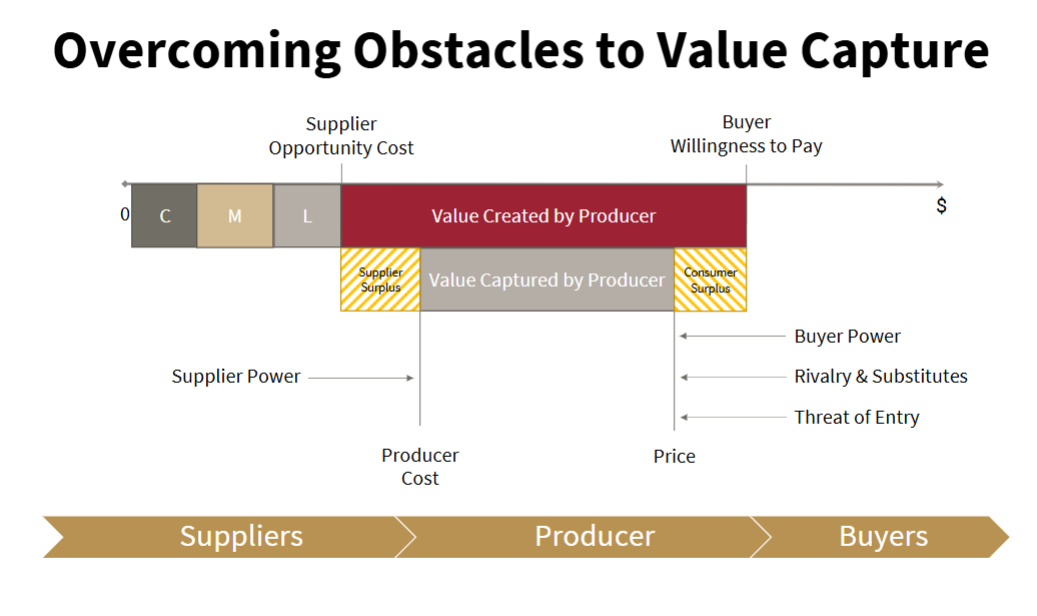 Overcoming Obstacles to Value Capture
Supplier
Opportunity Cost
Buyer
Willingness to Pay
0
$
C
M
L
Value Created by Producer
Supplier
Surplus
Value Captured by Producer
Consumer
Surplus
Buyer Power
Supplier Power
Rivalry & Substitutes
Threat of Entry
Producer
Cost
Price
Suppliers
Producer
Buyers